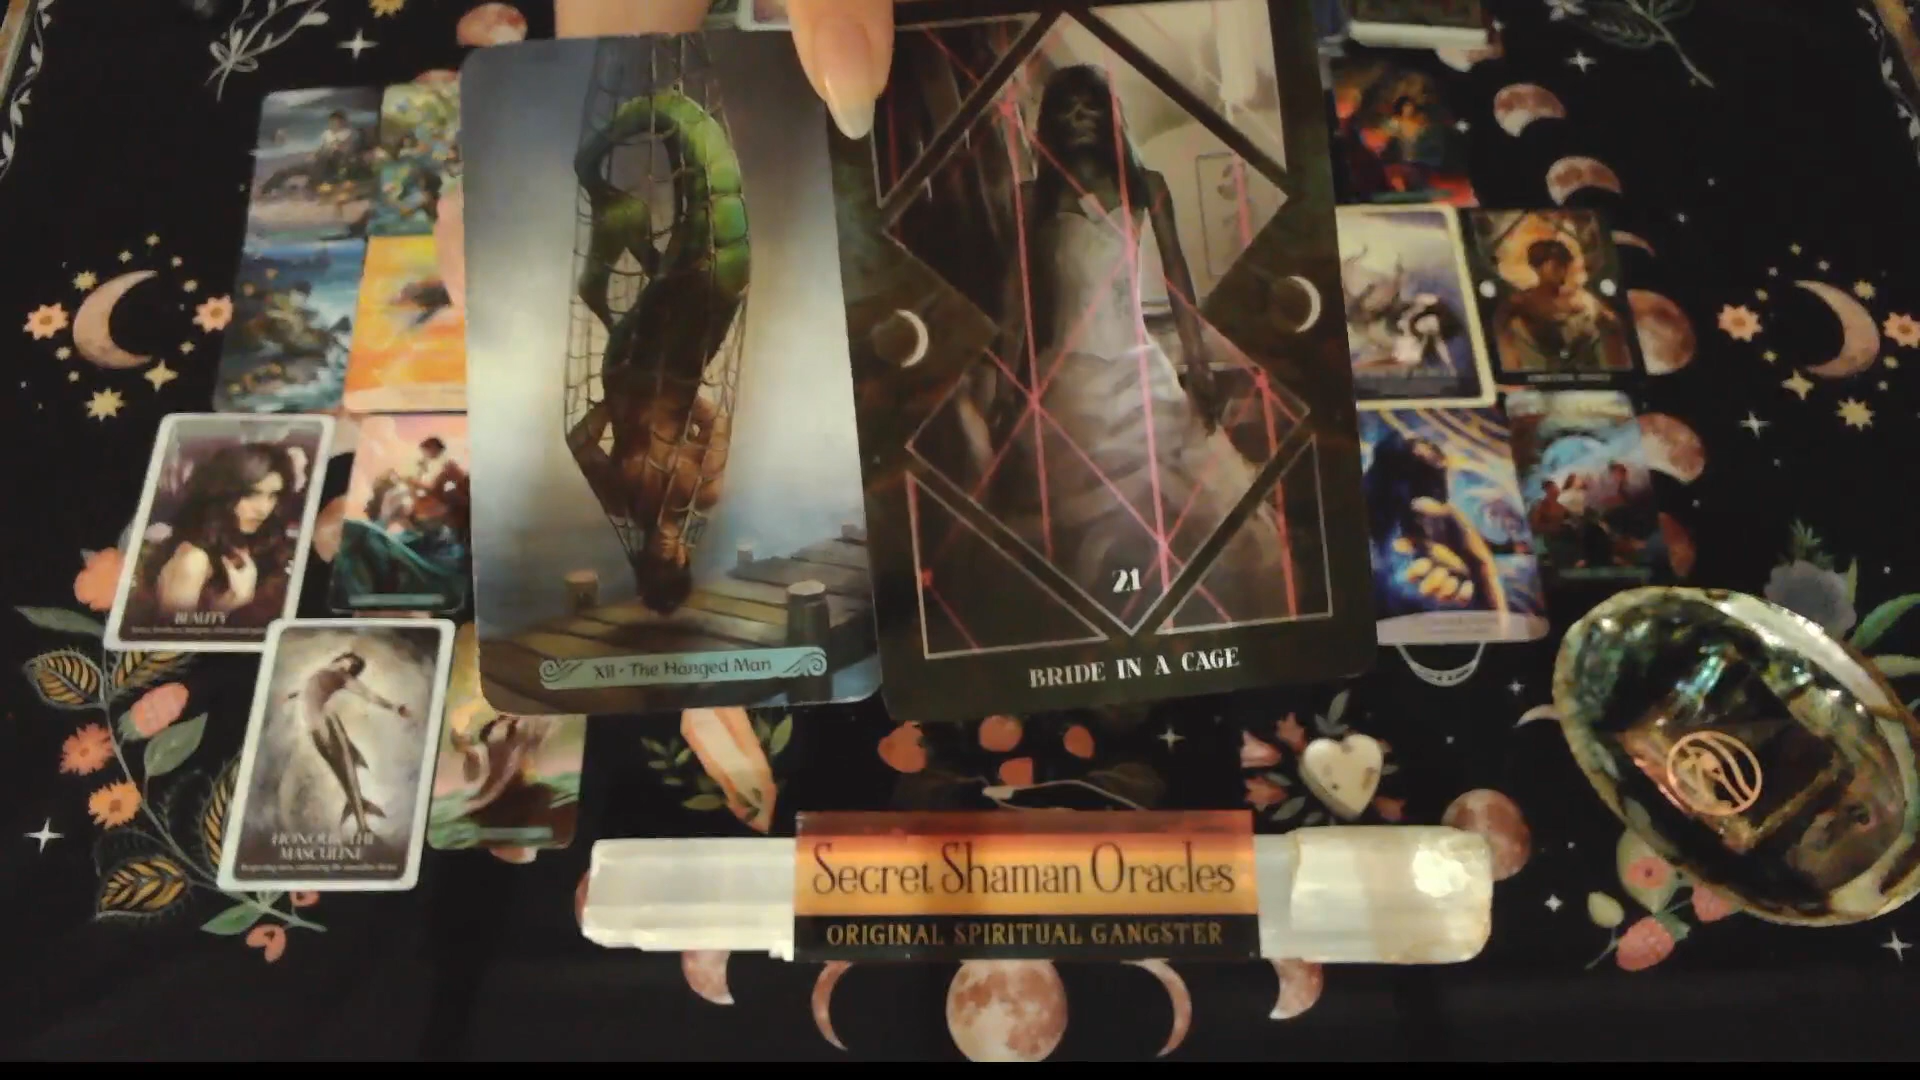 XII • The Hanged Man
21
BRIDE IN A CAGE
BEAUTY
HONOUR THE
MASCULINE
Secret Shaman Oracles
ORIGINAL SPIRITUAL GANGSTER